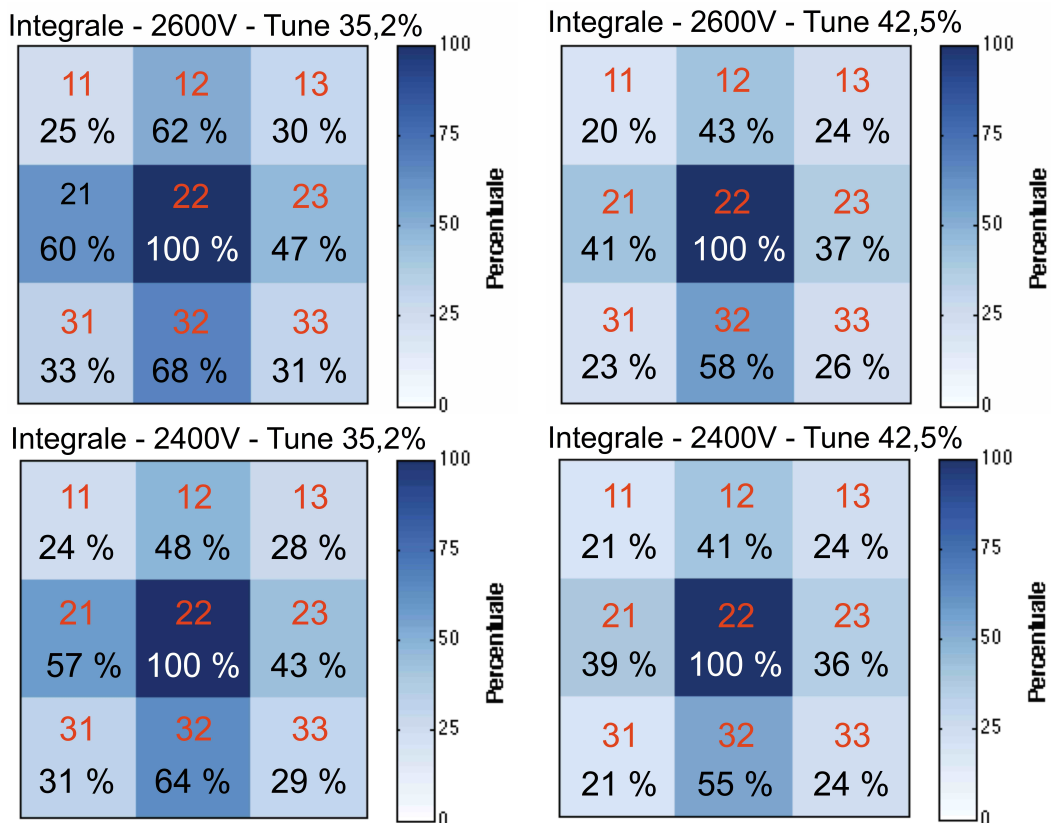 Integrale - 2600V - Tune 35,2%
11 12 13
25 % 62 % 30 %
21 22 23
60 % 100 % 47 %
31 32 33
33 % 68 % 31 %
100
75
50
25
0
Percentuale
Integrale - 2600V - Tune 42,5%
11 12 13
20 % 43 % 24 %
21 22 23
41 % 100 % 37 %
31 32 33
23 % 58 % 26 %
100
75
50
25
0
Percentuale
Integrale - 2400V - Tune 35,2%
11 12 13
24 % 48 % 28 %
21 22 23
57 % 100 % 43 %
31 32 33
31 % 64 % 29 %
100
75
50
25
0
Percentuale
Integrale - 2400V - Tune 42,5%
11 12 13
21 % 41 % 24 %
21 22 23
39 % 100 % 36 %
31 32 33
21 % 55 % 24 %
100
75
50
25
0
Percentuale